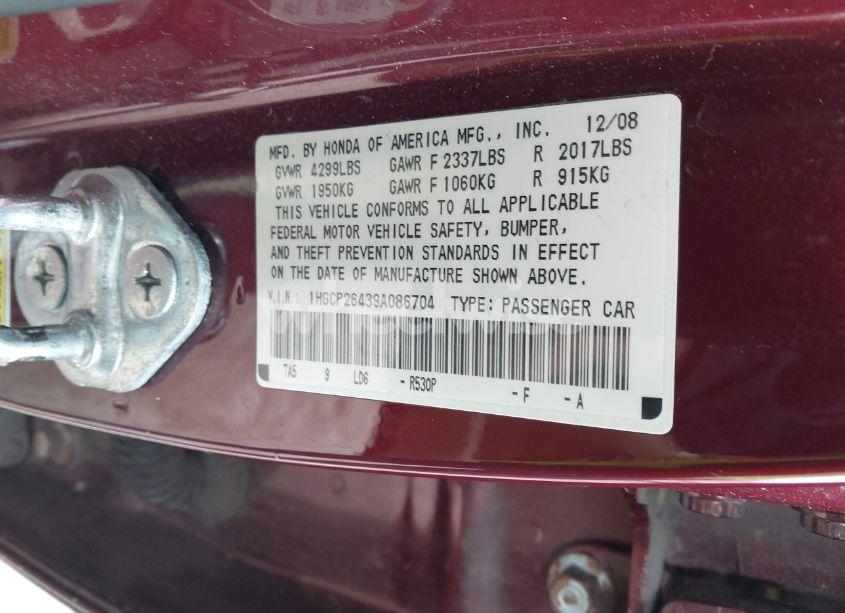 MFD. BY HONDA OF AMERICA MFG., INC. 12/08
GVWR 4299LBS GAWR F 2337LBS R 2017LBS
GVWR 1950KG GAWR F 1060KG R 915KG
THIS VEHICLE CONFORMS TO ALL APPLICABLE
FEDERAL MOTOR VEHICLE SAFETY, BUMPER,
AND THEFT PREVENTION STANDARDS IN EFFECT
ON THE DATE OF MANUFACTURE SHOWN ABOVE.
V.I.N.: 1HGCP26439A086704 TYPE: PASSENGER CAR
TA5 9 LD6 -R530P -F -A